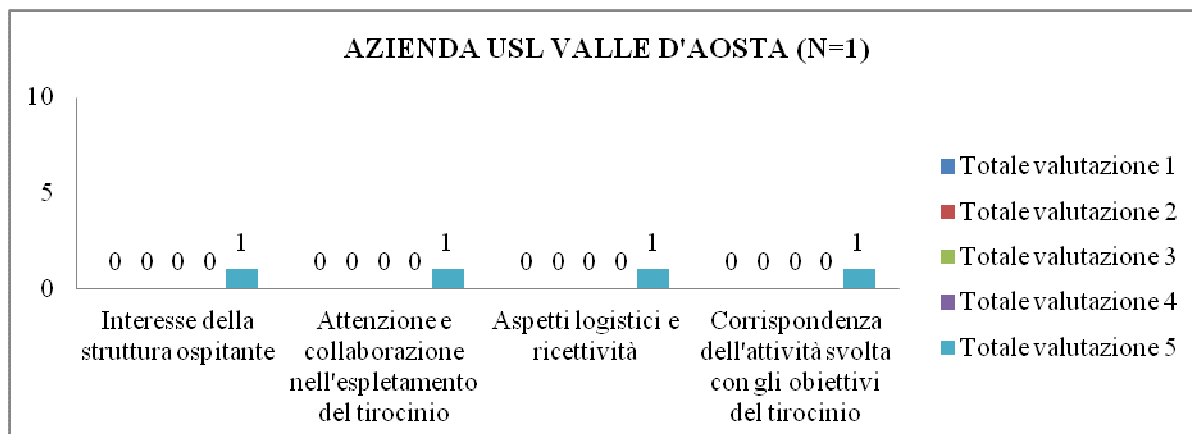 AZIENDA USL VALLE D'AOSTA (N=1)
10
5
0
0 0 0 0 1
0 0 0 0 1
0 0 0 0 1
0 0 0 0 1
Interesse della
struttura ospitante
Attenzione e
collaborazione
nell'espletamento
del tirocinio
Aspetti logistici e
ricettività
Corrispondenza
dell'attività svolta
con gli obiettivi
del tirocinio
Totale valutazione 1
Totale valutazione 2
Totale valutazione 3
Totale valutazione 4
Totale valutazione 5